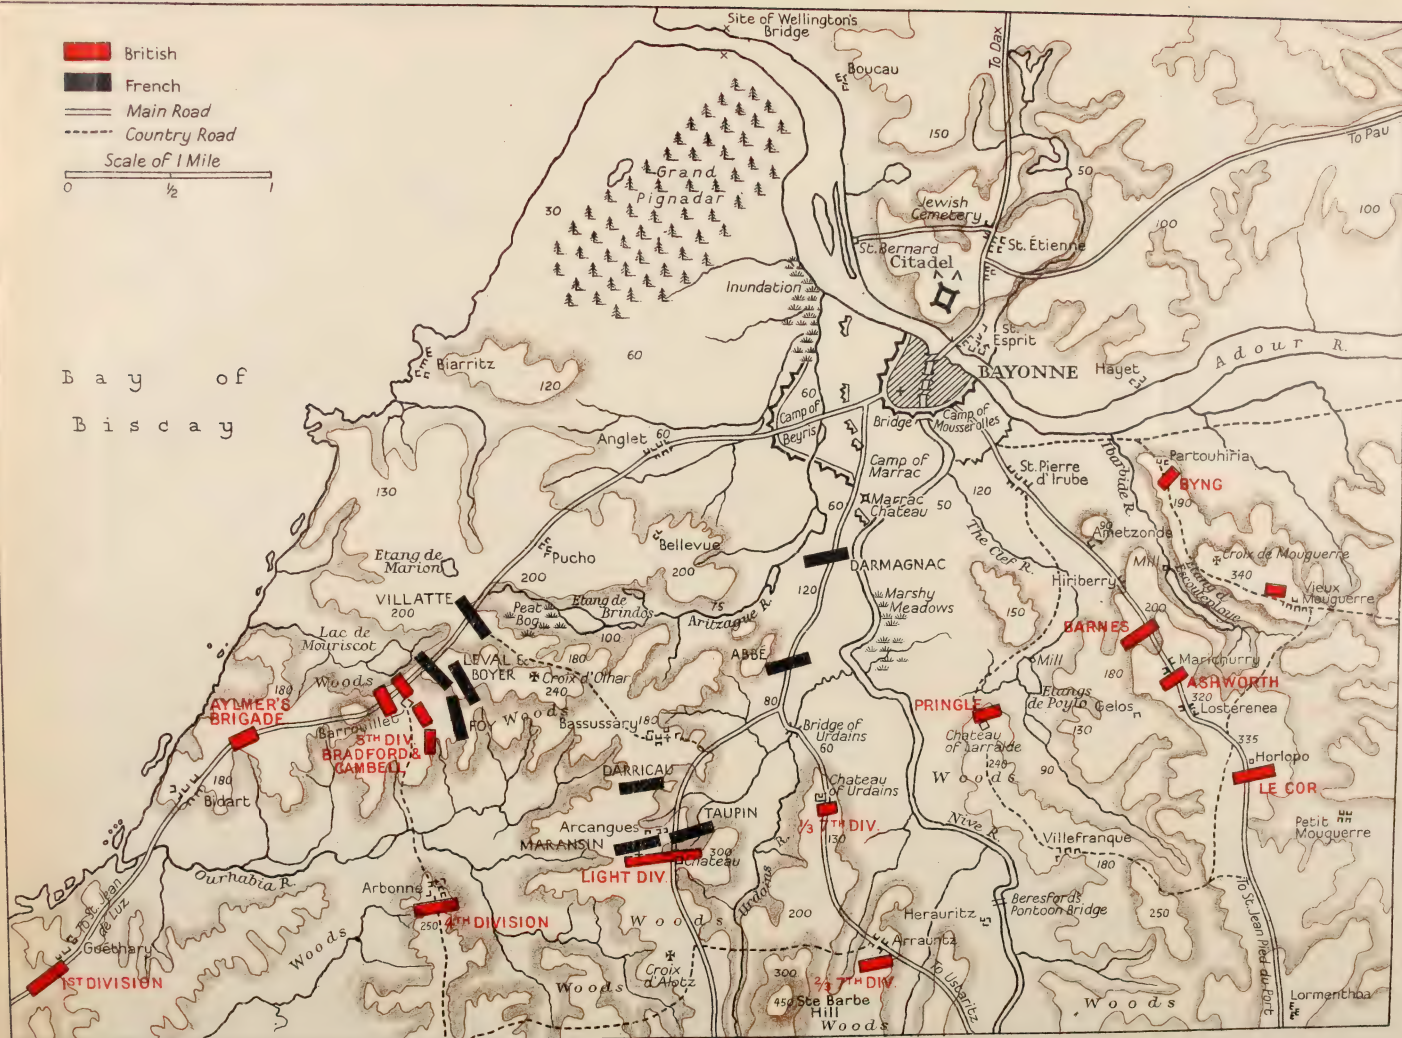 British
French
Main Road
Country Road
Scale of 1 Mile
0 ½ 1
Bay of
Biscay
Site of Wellington's
Bridge
Boucau
To Dax
To Pau
150
50
100
100
Grand
Pignadar
30
Jewish
Cemetery
St. Bernard
Citadel
St. Étienne
Inundation
St.
Esprit
60
Biarritz
120
BAYONNE
Hayet
Adour R.
60
Camp of
Beyris
Bridge
Camp of
Mousserolles
Anglet
60
Camp of
Marrac
St. Pierre
d'Irube
120
Ibarbide R.
Partouhiria
BYNG
190
130
60
Marrac
Château
50
90
Ametzonde
Croix de Mouguerre
340
Vieux
Mouguerre
Etang de
Marion
Pucho
Bellevue
200
200
The Clef R.
Mill
Hiriberry
DARMAGNAC
120
VILLATTE
200
Peat
Bog
Etang de
Brindos
100
75
Aritzague R.
Marshy
Meadows
150
200
BARNES
Lac de
Mouriscot
LEVAL &
BOYER
180
Croix d'Olhar
240
ABBÉ
Mill
Marichurry
180
ASHWORTH
320
Losterenea
Woods
180
AYLMER'S
BRIGADE
Barrouillet
5TH DIV.
BRADFORD &
CAMBELL
FOY
Woods
Bassussary
180
80
Bridge of
Urdains
60
PRINGLE
Etangs
de Poylo
Gelos
130
Chateau
of Larralde
240
90
335
Horlopo
LE COR
180
Bidart
DARRICAU
Chateau
of Urdains
Woods
Arcangues
TAUPIN
MARANSIN
300
Chateau
⅓ 7TH DIV.
130
Nive R.
Villefranque
180
Petit
Mouguerre
LIGHT DIV.
Ourhabia R.
Arbonne
Urdains R.
To St. Jean
de Luz
250
4TH DIVISION
Woods
Woods
200
Herauritz
Beresford's
Pontoon Bridge
250
To St. Jean Pied du Port
Guéthary
1ST DIVISION
Croix
d'Alotz
Arrauntz
⅔ 7TH DIV.
To Ustaritz
300
450
Ste Barbe
Hill
Woods
Woods
Woods
Lormenthoa